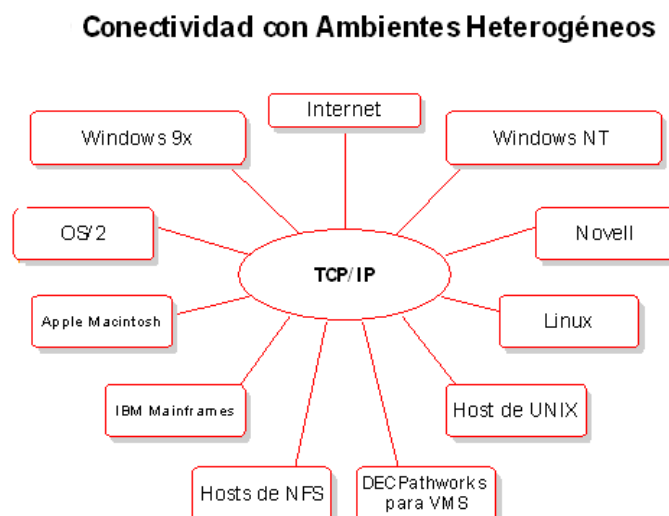 Conectividad con Ambientes Heterogéneos
Internet
Windows 9x
Windows NT
OS/2
Novell
TCP/IP
Apple Macintosh
Linux
IBM Mainframes
Host de UNIX
Hosts de NFS
DECPathworks
para VMS